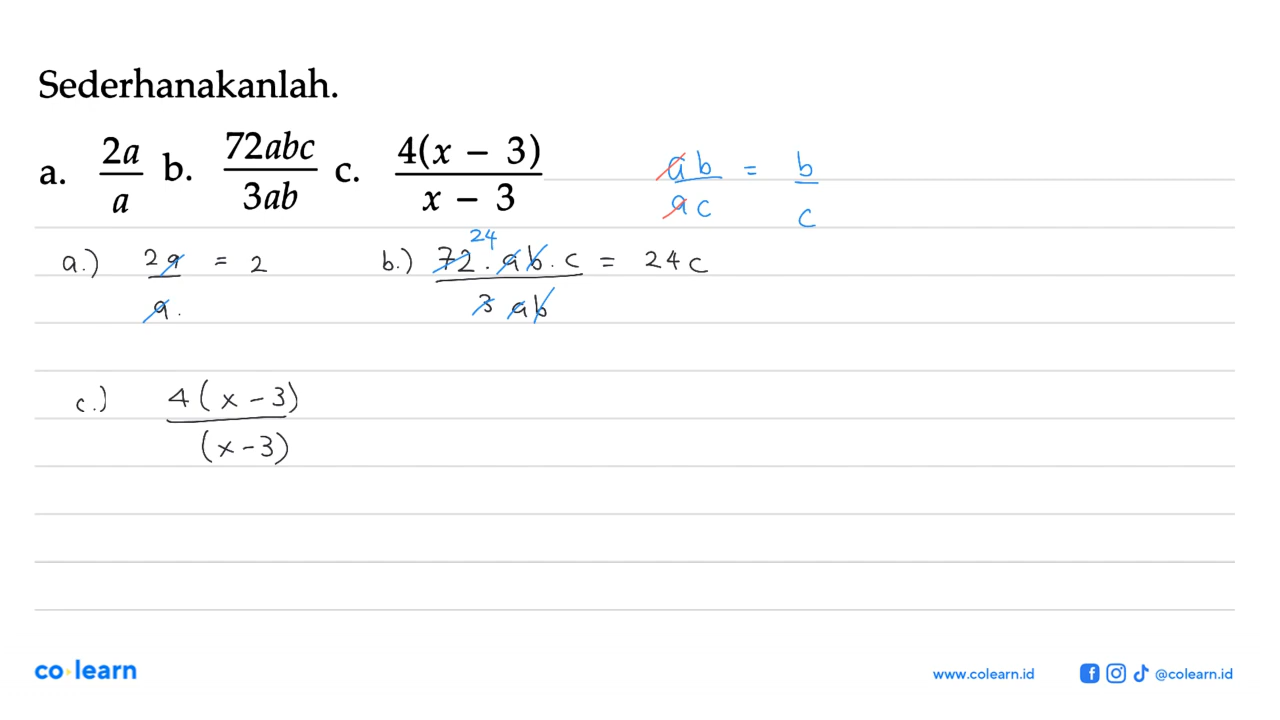 Sederhanakanlah.
a. 2a/a b. 72abc/3ab c. 4(x − 3)/x − 3
ab/ac = b/c
a.) 2a/a. = 2
b.) 72 . ab . c/3 ab = 24 c
24
c.) 4(x − 3)/(x − 3)
co learn
www.colearn.id
@colearn.id